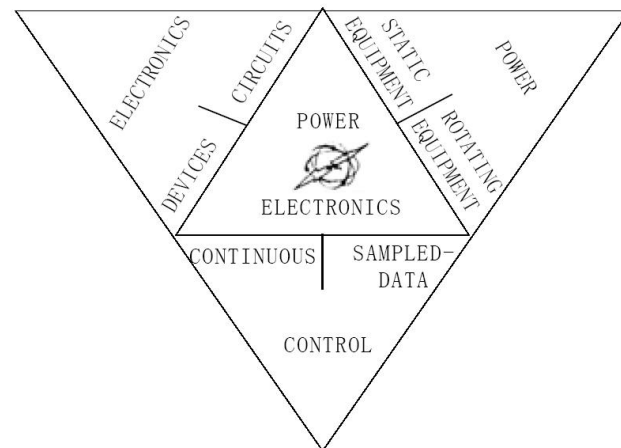 ELECTRONICS
CIRCUITS
DEVICES
STATIC
EQUIPMENT
POWER
ROTATING
EQUIPMENT
POWER
ELECTRONICS
CONTINUOUS
SAMPLED-
DATA
CONTROL